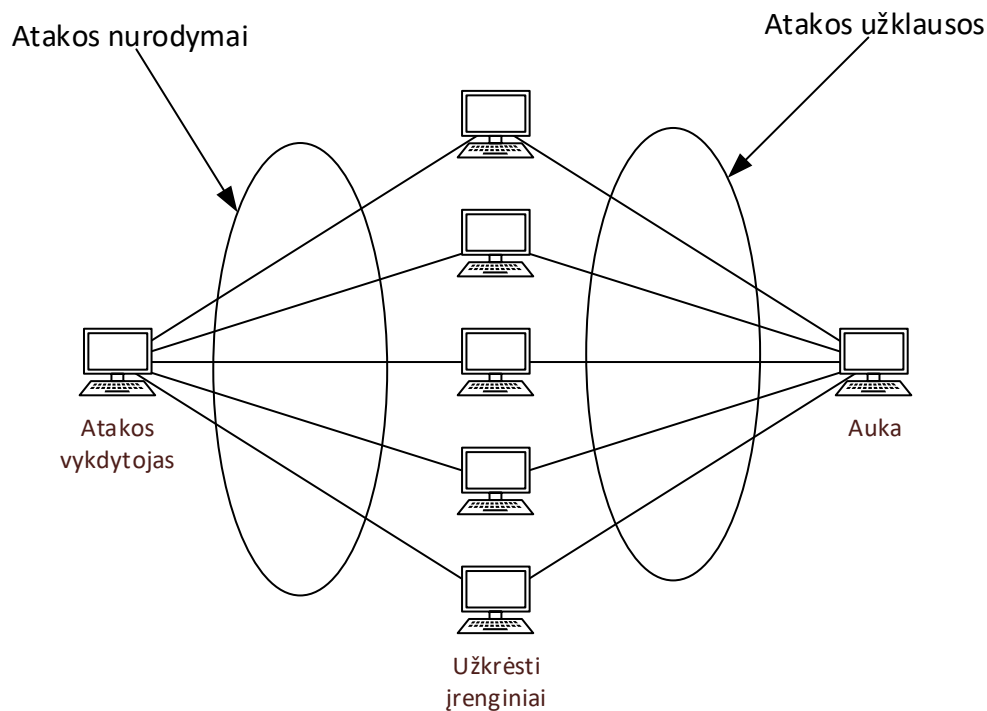 Atakos nurodymai
Atakos užklausos
Atakos
vykdytojas
Auka
Užkrėsti
įrenginiai